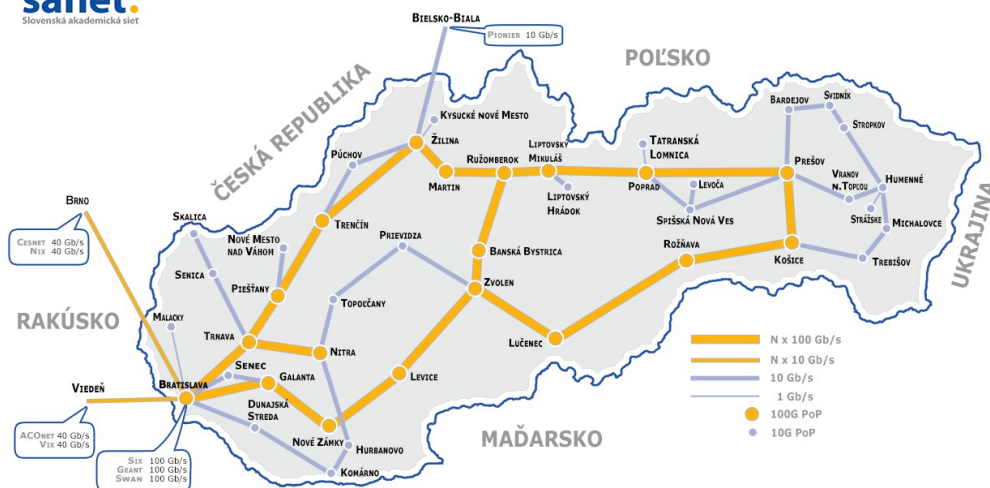 sanet.
Slovenská akademická sieť
BIELSKO-BIALA
PIONIER 10 Gb/s
POĽSKO
ČESKÁ REPUBLIKA
KYSUCKÉ NOVÉ MESTO
ŽILINA
PÚCHOV
MARTIN
RUŽOMBEROK
LIPTOVSKÝ
MIKULÁŠ
LIPTOVSKÝ
HRÁDOK
TATRANSKÁ
LOMNICA
POPRAD
LEVOČA
SPIŠSKÁ NOVÁ VES
BARDEJOV
SVIDNÍK
STROPKOV
PREŠOV
VRANOV
N.TOPĽOU
HUMENNÉ
STRÁŽSKE
MICHALOVCE
TREBIŠOV
KOŠICE
ROŽŇAVA
UKRAJINA
BRNO
CESNET 40 Gb/s
NIX 40 Gb/s
SKALICA
SENICA
NOVÉ MESTO
NAD VÁHOM
TRENČÍN
PRIEVIDZA
BANSKÁ BYSTRICA
ZVOLEN
PIEŠŤANY
TOPOĽČANY
RAKÚSKO
MALACKY
TRNAVA
NITRA
LUČENEC
SENEC
GALANTA
LEVICE
VIEDEŇ
BRATISLAVA
DUNAJSKÁ
STREDA
NOVÉ ZÁMKY
HURBANOVO
KOMÁRNO
MAĎARSKO
ACONET 40 Gb/s
VIX 40 Gb/s
SIX 100 Gb/s
GEANT 100 Gb/s
SWAN 100 Gb/s
N x 100 Gb/s
N x 10 Gb/s
10 Gb/s
1 Gb/s
100G PoP
10G PoP